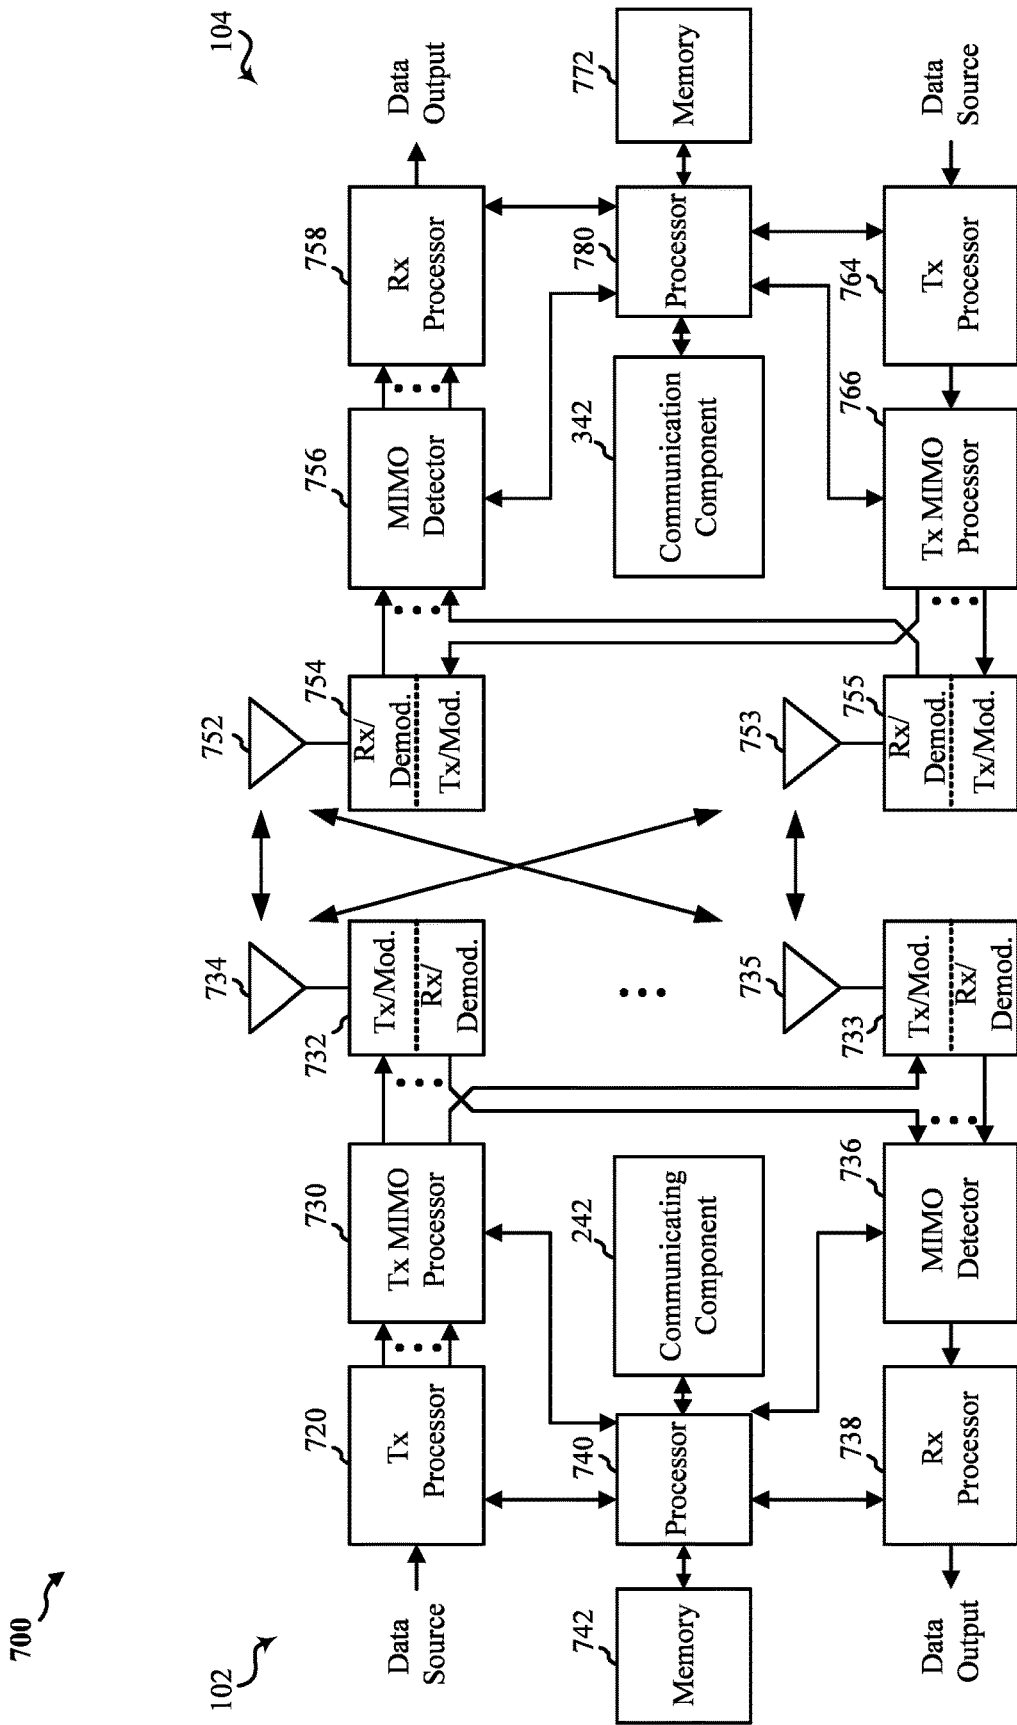 700
102
104
Data
Source
720
Tx
Processor
730
Tx MIMO
Processor
732
Tx/Mod.
Rx/
Demod.
734
752
754
Rx/
Demod.
Tx/Mod.
756
MIMO
Detector
758
Rx
Processor
Data
Output
742
Memory
740
Processor
242
Communicating
Component
342
Communication
Component
780
Processor
772
Memory
Data
Output
738
Rx
Processor
736
MIMO
Detector
733
Tx/Mod.
Rx/
Demod.
735
753
755
Rx/
Demod.
Tx/Mod.
766
Tx MIMO
Processor
764
Tx
Processor
Data
Source